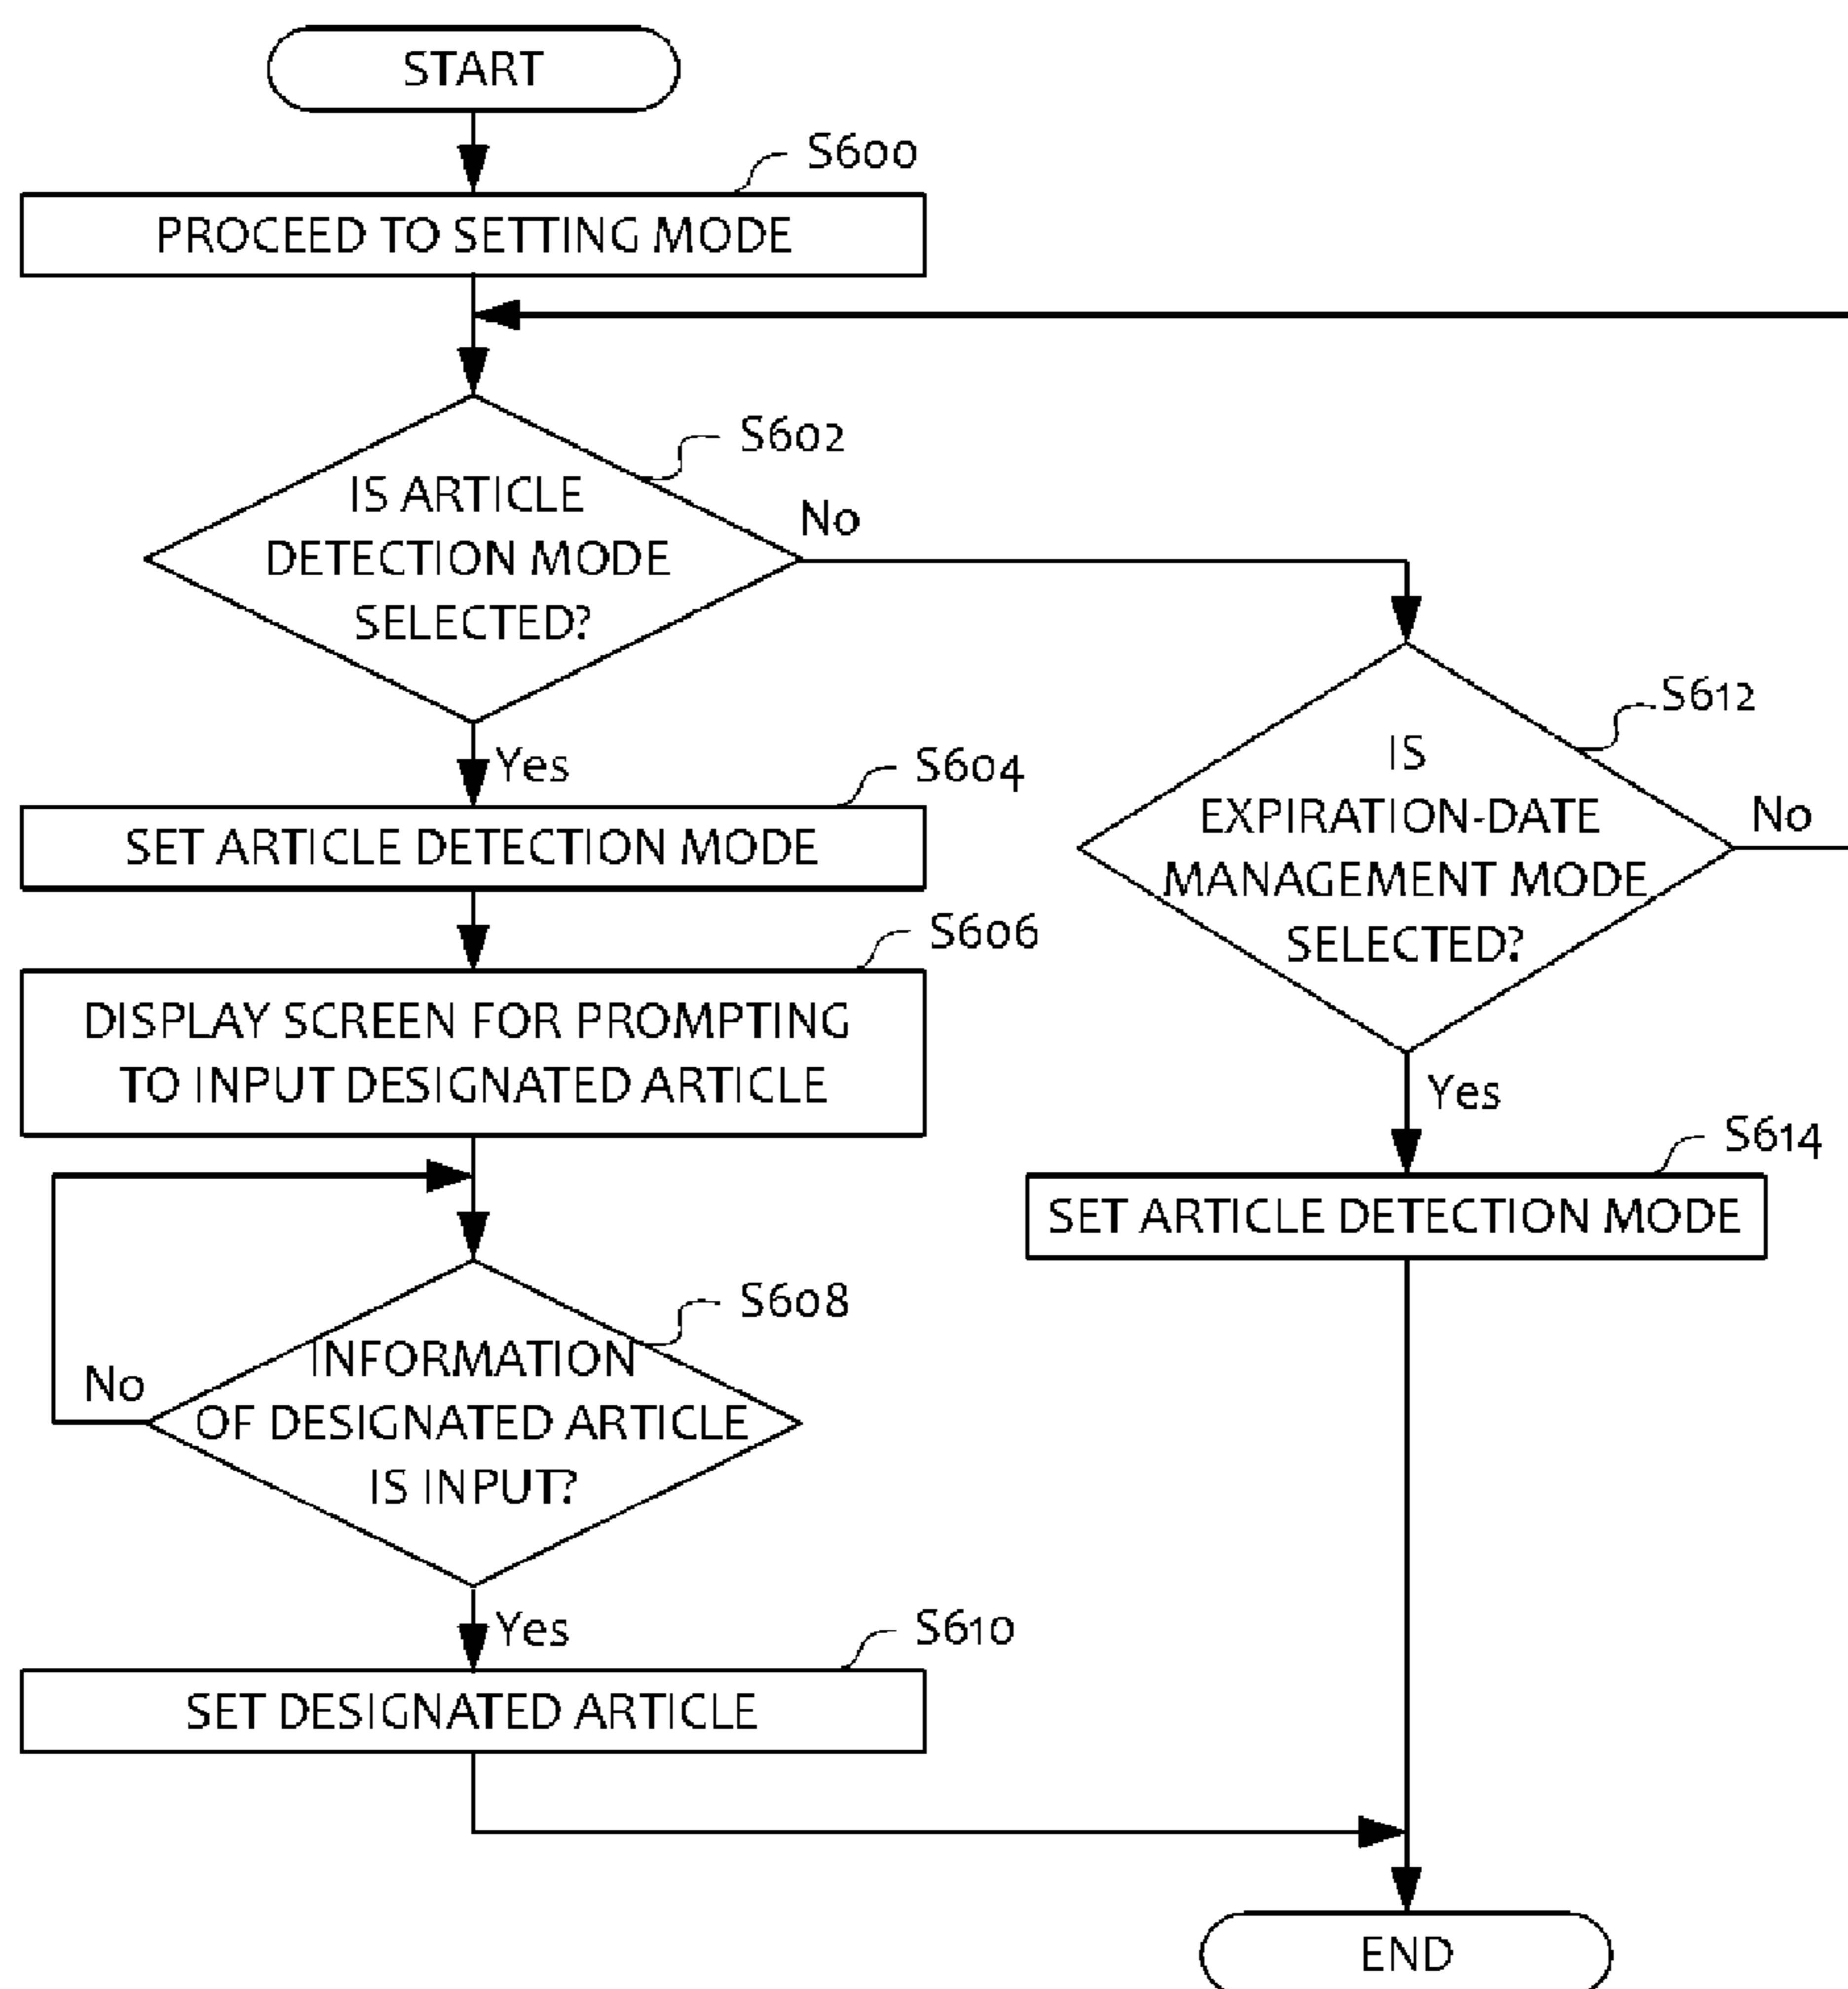 START
S600
PROCEED TO SETTING MODE
S602
IS ARTICLE
DETECTION MODE
SELECTED?
No
Yes
S604
SET ARTICLE DETECTION MODE
S606
DISPLAY SCREEN FOR PROMPTING
TO INPUT DESIGNATED ARTICLE
S608
INFORMATION
OF DESIGNATED ARTICLE
IS INPUT?
No
Yes
S610
SET DESIGNATED ARTICLE
S612
IS
EXPIRATION-DATE
MANAGEMENT MODE
SELECTED?
No
Yes
S614
SET ARTICLE DETECTION MODE
END